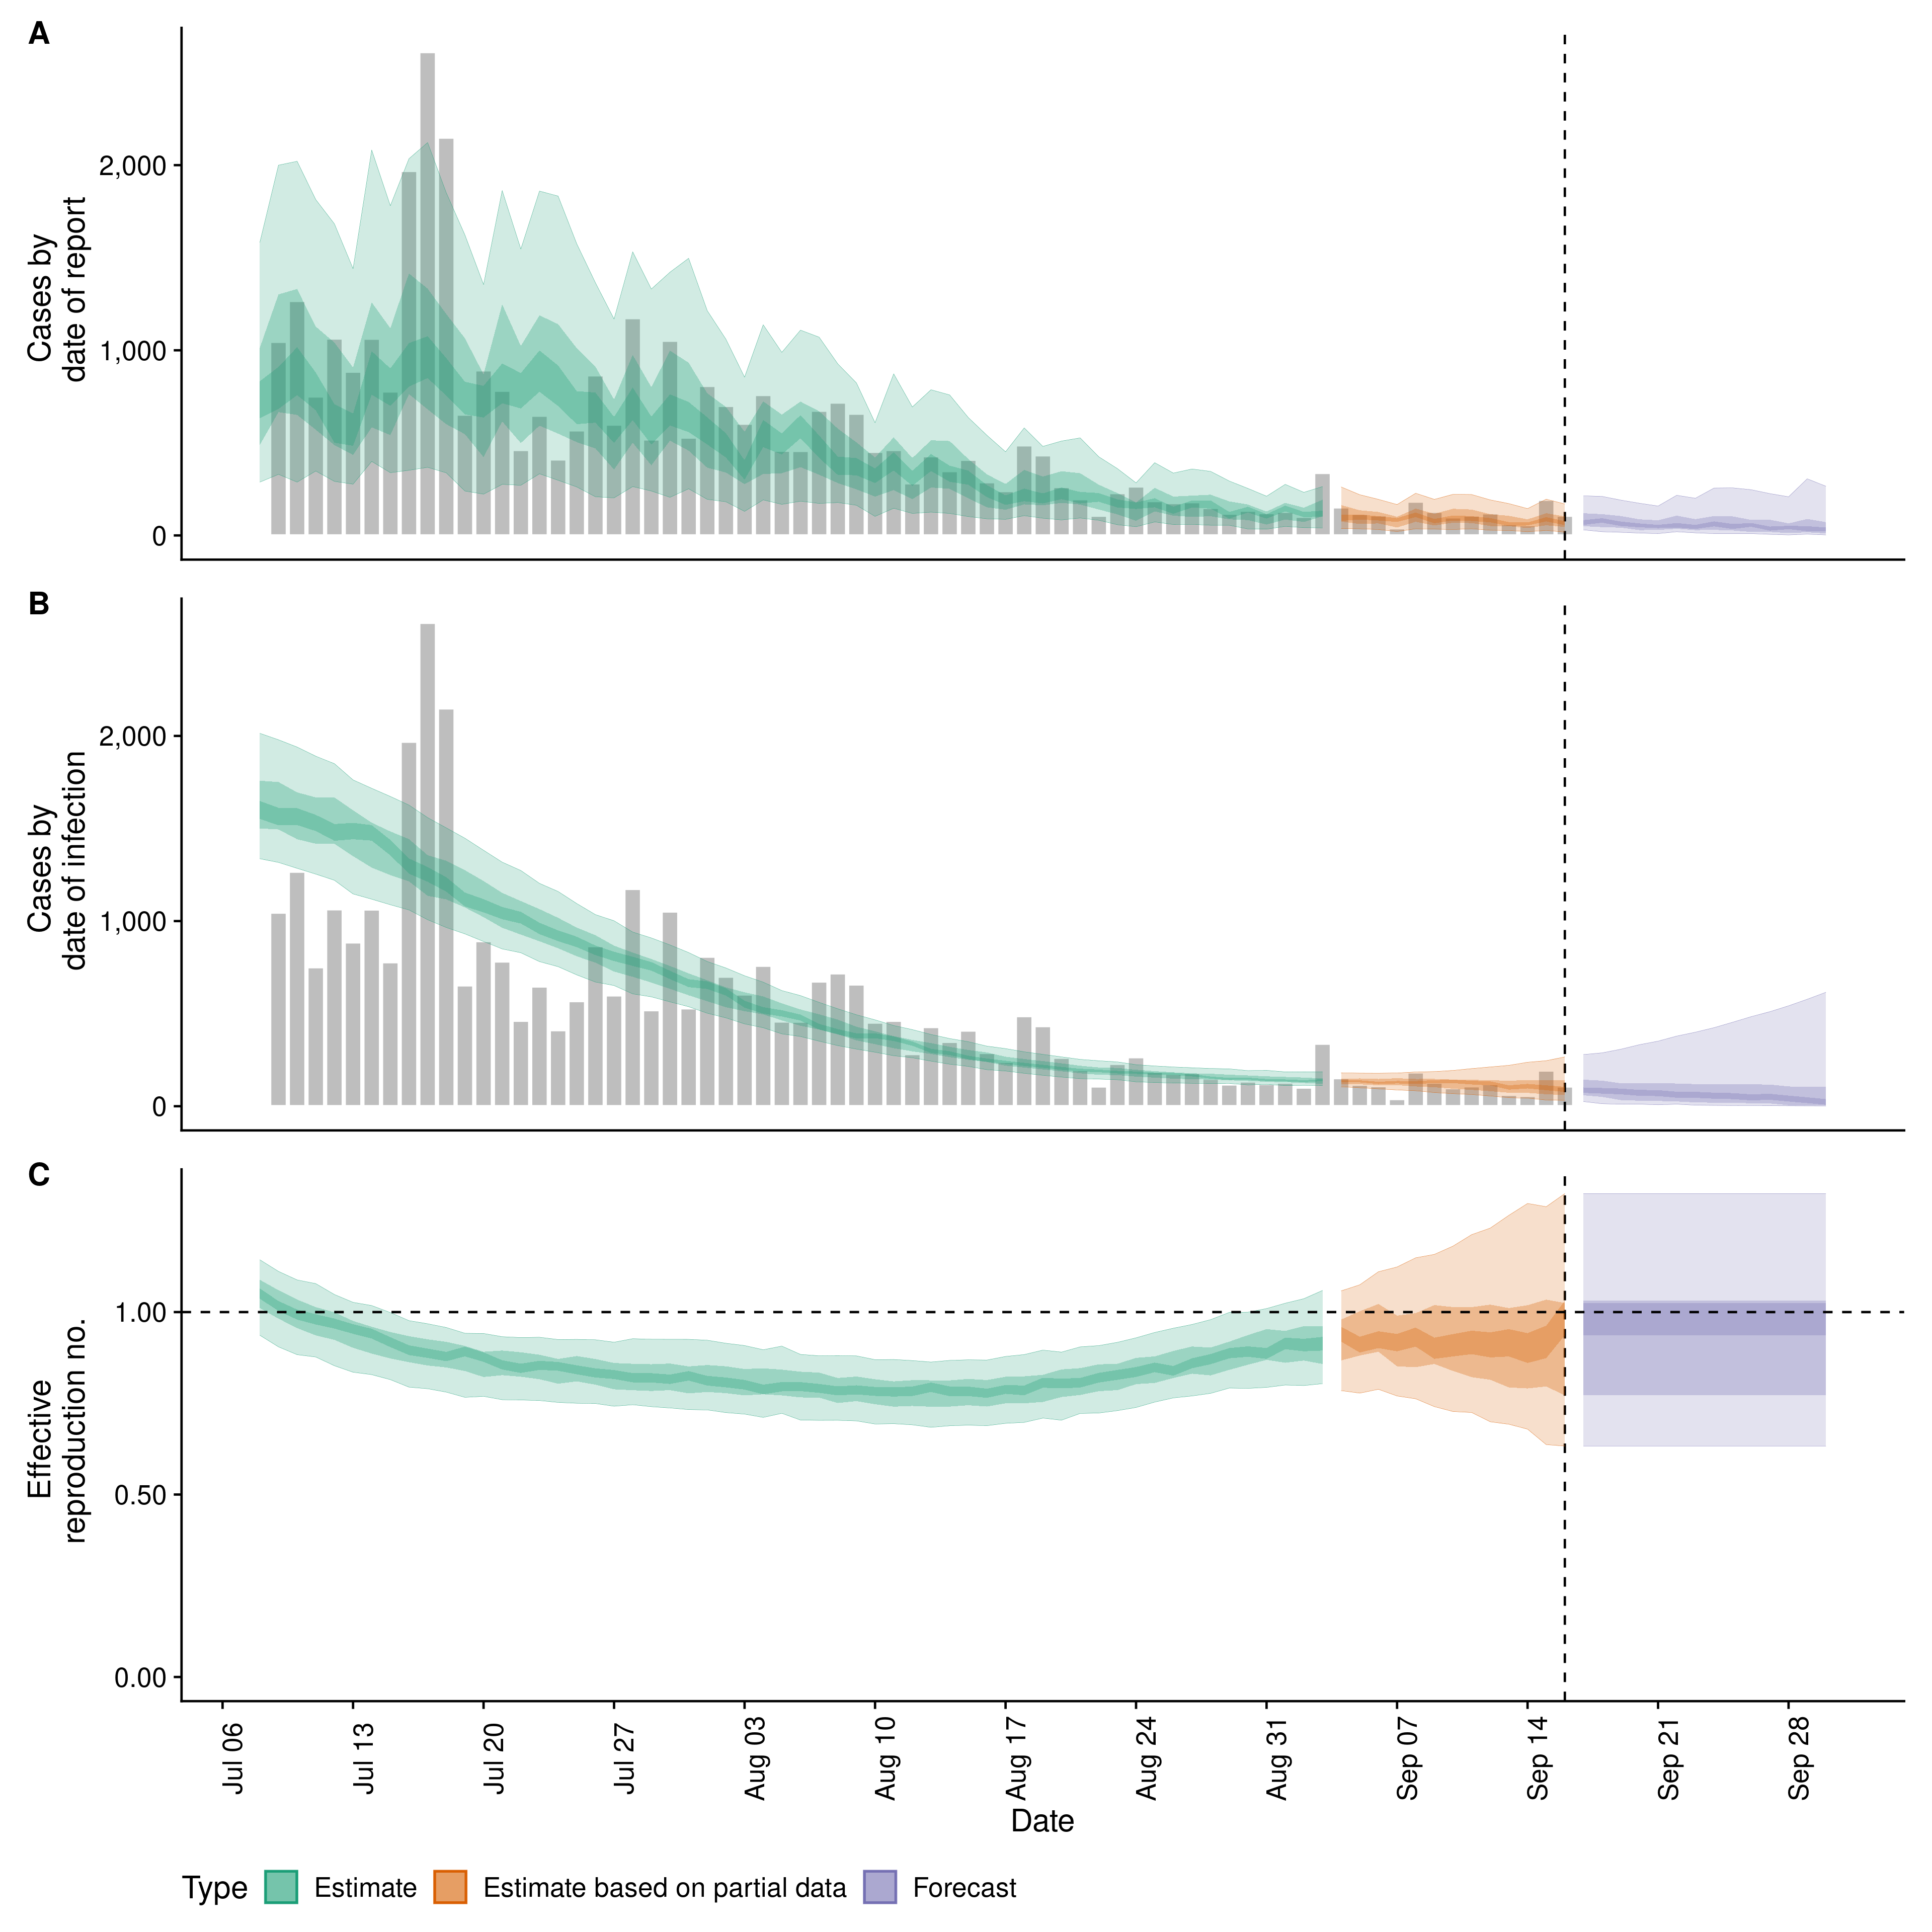 A
Cases by
date of report
2,000
1,000
0
B
Cases by
date of infection
2,000
1,000
0
C
Effective
reproduction no.
1.00
0.50
0.00
Jul 06
Jul 13
Jul 20
Jul 27
Aug 03
Aug 10
Aug 17
Aug 24
Aug 31
Sep 07
Sep 14
Sep 21
Sep 28
Date
Type Estimate Estimate based on partial data Forecast